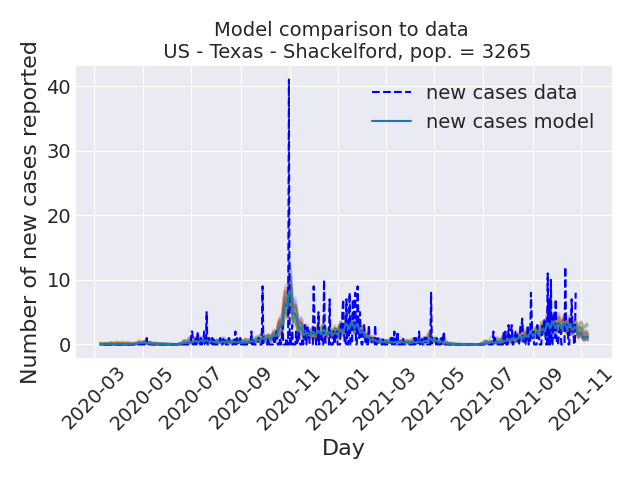 Model comparison to data
US - Texas - Shackelford, pop. = 3265
Number of new cases reported
40
30
20
10
0
new cases data
new cases model
2020-03
2020-05
2020-07
2020-09
2020-11
2021-01
2021-03
2021-05
2021-07
2021-09
2021-11
Day